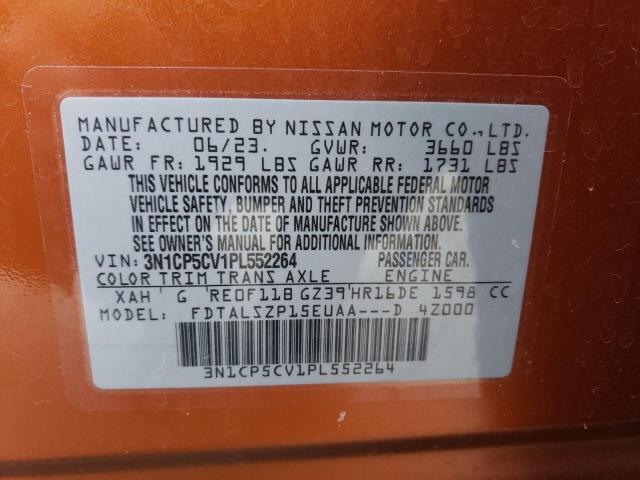 MANUFACTURED BY NISSAN MOTOR CO., LTD.
DATE: 06/23. GVWR: 3660 LBS
GAWR FR: 1929 LBS GAWR RR: 1731 LBS
THIS VEHICLE CONFORMS TO ALL APPLICABLE FEDERAL MOTOR
VEHICLE SAFETY, BUMPER AND THEFT PREVENTION STANDARDS
IN EFFECT ON THE DATE OF MANUFACTURE SHOWN ABOVE.
SEE OWNER'S MANUAL FOR ADDITIONAL INFORMATION.
VIN: 3N1CP5CV1PL552264 PASSENGER CAR.
COLOR TRIM TRANS AXLE ENGINE
XAH G RE0F11B GZ39 HR16DE 1598 CC
MODEL: FDTALSZP15EUAA---D 4Z000
3N1CP5CV1PL552264